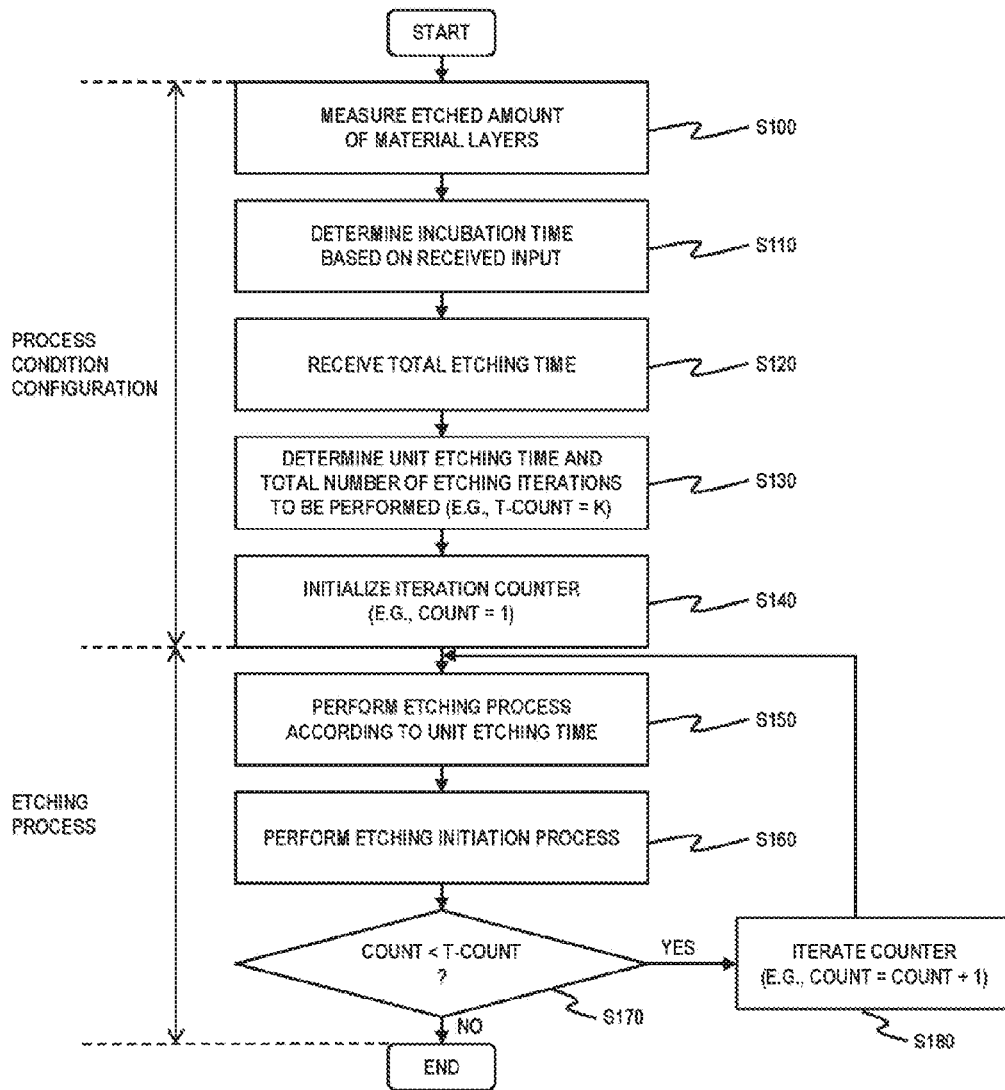 START
MEASURE ETCHED AMOUNT
OF MATERIAL LAYERS
S100
DETERMINE INCUBATION TIME
BASED ON RECEIVED INPUT
S110
PROCESS
CONDITION
CONFIGURATION
RECEIVE TOTAL ETCHING TIME
S120
DETERMINE UNIT ETCHING TIME AND
TOTAL NUMBER OF ETCHING ITERATIONS
TO BE PERFORMED (E.G., T-COUNT = K)
S130
INITIALIZE ITERATION COUNTER
(E.G., COUNT = 1)
S140
PERFORM ETCHING PROCESS
ACCORDING TO UNIT ETCHING TIME
S150
ETCHING
PROCESS
PERFORM ETCHING INITIATION PROCESS
S160
COUNT < T-COUNT
?
YES
S170
NO
ITERATE COUNTER
(E.G., COUNT = COUNT + 1)
S180
END